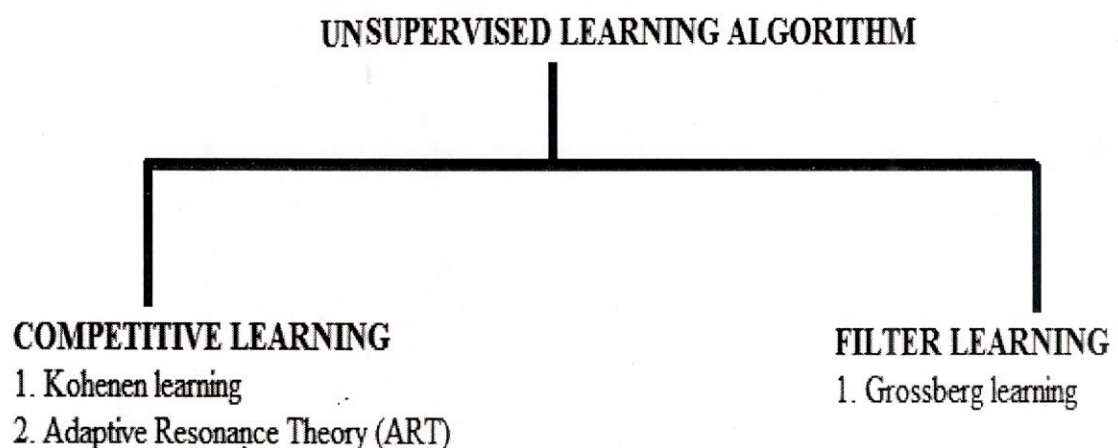 UNSUPERVISED LEARNING ALGORITHM
COMPETITIVE LEARNING
1. Kohenen learning
2. Adaptive Resonance Theory (ART)
FILTER LEARNING
1. Grossberg learning